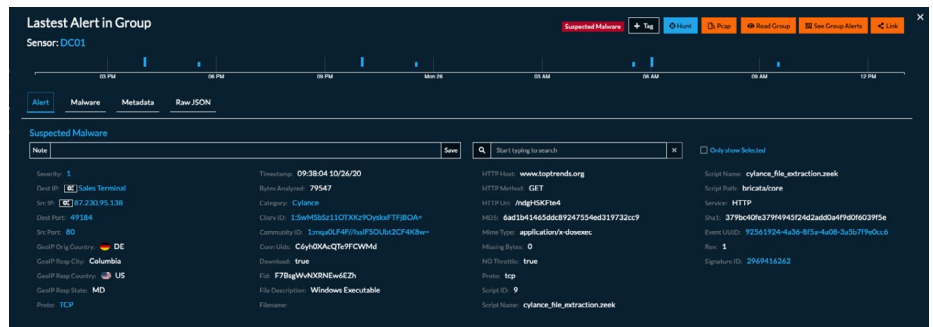 Lastest Alert in Group
Suspected Malware + Tag Hunt Pcap Read Group See Group Alerts Link ×
Sensor: DC01
03 PM 06 PM 09 PM Mon 26 03 AM 06 AM 09 AM 12 PM
Alert Malware Metadata Raw JSON
Suspected Malware
Note Save Start typing to search × Only show Selected
Severity: 1
Dest IP: Sales Terminal
Src IP: 87.230.95.138
Dest Port: 49184
Src Port: 80
GeoIP Orig Country: DE
GeoIP Resp City: Columbia
GeoIP Resp Country: US
GeoIP Resp State: MD
Proto: TCP
Timestamp: 09:38:04 10/26/20
Bytes Analyzed: 79547
Category: Cylance
Community ID:
Conn Uids: C6yh0XAcQTe9FCWMd
Download: true
Fid: F7BsgWvNXRNEw6EZh
File Description: Windows Executable
Filename:
HTTP Host: www.toptrends.org
HTTP Method: GET
HTTP Uri: /ndgHSKFte4
MD5: 6ad1b41465ddc89247554ed319732cc9
Mime Type: application/x-dosexec
Missing Bytes: 0
NO Throttle: true
Proto: tcp
Script ID: 9
Script Name: cylance_file_extraction.zeek
Script Name: cylance_file_extraction.zeek
Script Path: bricata/core
Service: HTTP
Sha1: 379bc40fe379f4945f24d2add0a4f9d0f6039f5e
Event UUID: 92561924-4a36-8f5a-4a08-3a5b7f9e0cc6
Rev: 1
Signature ID: 2969416262